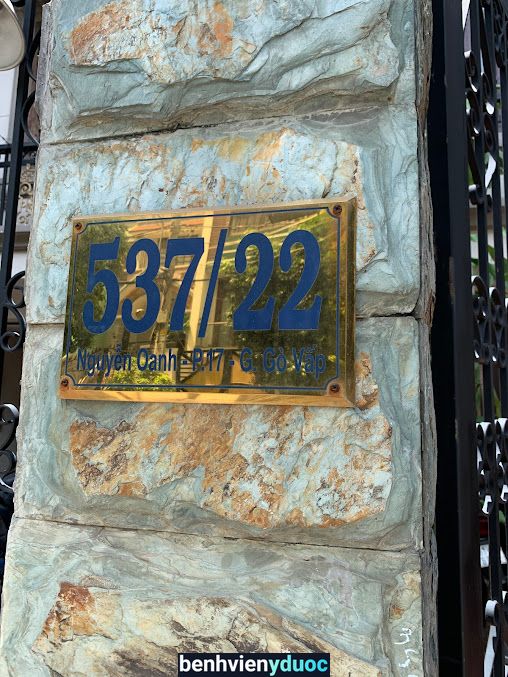 537/22
Nguyễn Oanh - P.17 - G. Gò Vấp
benhvienyduoc